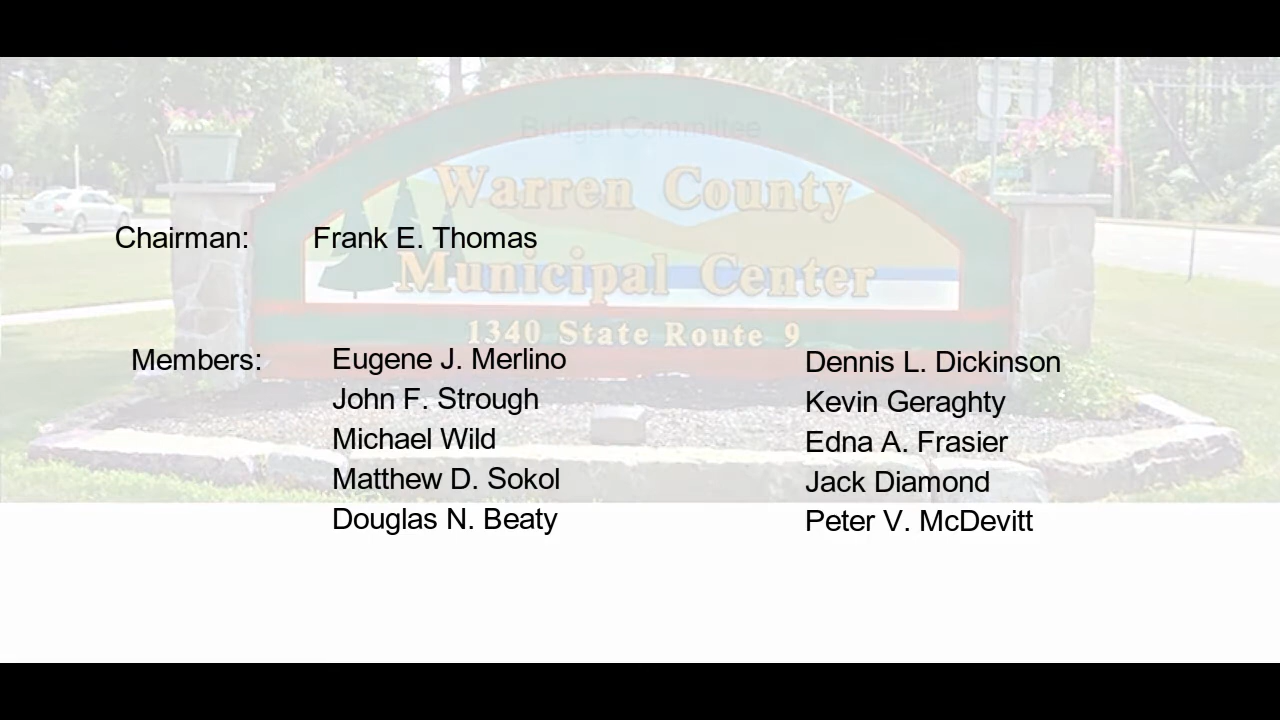 Budget Committee
Warren County
Chairman: Frank E. Thomas
Municipal Center
1340 State Route 9
Members: Eugene J. Merlino Dennis L. Dickinson
John F. Strough Kevin Geraghty
Michael Wild Edna A. Frasier
Matthew D. Sokol Jack Diamond
Douglas N. Beaty Peter V. McDevitt